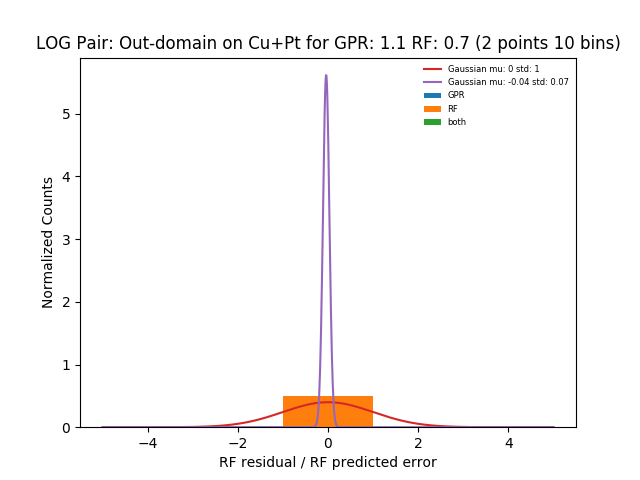 LOG Pair: Out-domain on Cu+Pt for GPR: 1.1 RF: 0.7 (2 points 10 bins)
Gaussian mu: 0 std: 1
Gaussian mu: -0.04 std: 0.07
GPR
RF
both
Normalized Counts
5
4
3
2
1
0
−4
−2
0
2
4
RF residual / RF predicted error